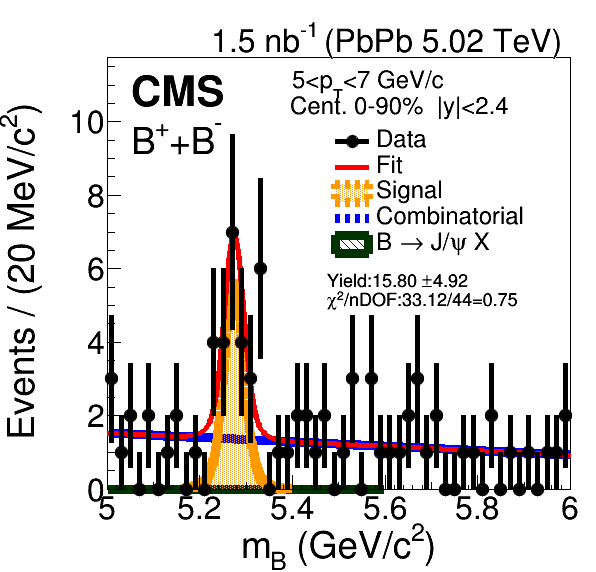 1.5 nb⁻¹ (PbPb 5.02 TeV)
CMS
B⁺+B⁻
5<p_T<7 GeV/c
Cent. 0-90% |y|<2.4
Data
Fit
Signal
Combinatorial
B → J/ψ X
Yield:15.80 ±4.92
χ²/nDOF:33.12/44=0.75
Events / (20 MeV/c²)
10
8
6
4
2
0
5 5.2 5.4 5.6 5.8 6
m_B (GeV/c²)